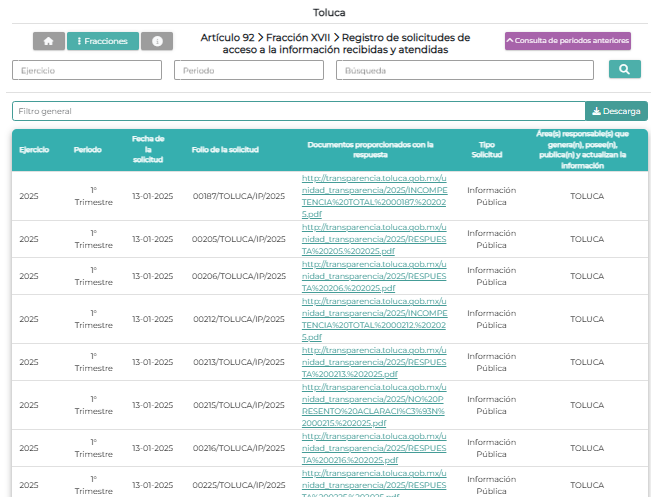 Toluca
Fracciones
Artículo 92 > Fracción XVII > Registro de solicitudes de
acceso a la información recibidas y atendidas
Consulta de periodos anteriores
Ejercicio
Periodo
Búsqueda
Filtro general
Descarga
Ejercicio
Periodo
Fecha de
la
solicitud
Folio de la solicitud
Documentos proporcionados con la
respuesta
Tipo
Solicitud
Área(s) responsable(s) que
genera(n), posee(n),
publica(n) y actualizan la
información
2025
1°
Trimestre
13-01-2025
00187/TOLUCA/IP/2025
http://transparencia.toluca.gob.mx/u
nidad_transparencia/2025/INCOMPE
TENCIA%20TOTAL%2000187.%20202
5.pdf
Información
Pública
TOLUCA
2025
1°
Trimestre
13-01-2025
00205/TOLUCA/IP/2025
http://transparencia.toluca.gob.mx/u
nidad_transparencia/2025/RESPUES
TA%20205.%202025.pdf
Información
Pública
TOLUCA
2025
1°
Trimestre
13-01-2025
00206/TOLUCA/IP/2025
http://transparencia.toluca.gob.mx/u
nidad_transparencia/2025/RESPUES
TA%20206.%202025.pdf
Información
Pública
TOLUCA
2025
1°
Trimestre
13-01-2025
00212/TOLUCA/IP/2025
http://transparencia.toluca.gob.mx/u
nidad_transparencia/2025/INCOMPE
TENCIA%20TOTAL%2000212.%20202
5.pdf
Información
Pública
TOLUCA
2025
1°
Trimestre
13-01-2025
00213/TOLUCA/IP/2025
http://transparencia.toluca.gob.mx/u
nidad_transparencia/2025/RESPUES
TA%200213.%202025.pdf
Información
Pública
TOLUCA
2025
1°
Trimestre
13-01-2025
00215/TOLUCA/IP/2025
http://transparencia.toluca.gob.mx/u
nidad_transparencia/2025/NO%20P
RESENTO%20ACLARACI%C3%93N%
2000215.%202025.pdf
Información
Pública
TOLUCA
2025
1°
Trimestre
13-01-2025
00216/TOLUCA/IP/2025
http://transparencia.toluca.gob.mx/u
nidad_transparencia/2025/RESPUES
TA%200216.%202025.pdf
Información
Pública
TOLUCA
2025
1°
Trimestre
13-01-2025
00225/TOLUCA/IP/2025
http://transparencia.toluca.gob.mx/u
nidad_transparencia/2025/RESPUES
Información
Pública
TOLUCA